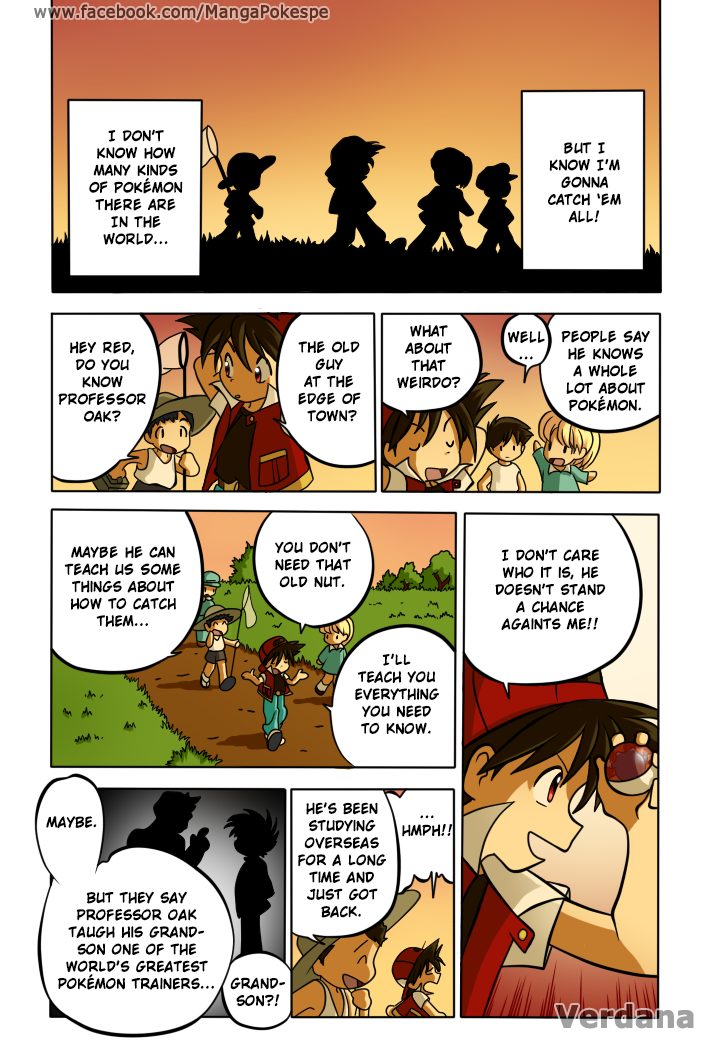 www.facebook.com/MangaPokespe
I DON'T
KNOW HOW
MANY KINDS
OF POKÉMON
THERE ARE
IN THE
WORLD...
BUT I
KNOW I'M
GONNA
CATCH 'EM
ALL!
HEY RED,
DO YOU
KNOW
PROFESSOR
OAK?
THE OLD
GUY
AT THE
EDGE OF
TOWN?
WHAT
ABOUT
THAT
WEIRDO?
WELL
...
PEOPLE SAY
HE KNOWS
A WHOLE
LOT ABOUT
POKÉMON.
MAYBE HE CAN
TEACH US SOME
THINGS ABOUT
HOW TO CATCH
THEM...
YOU DON'T
NEED THAT
OLD NUT.
I'LL
TEACH YOU
EVERYTHING
YOU NEED
TO KNOW.
I DON'T CARE
WHO IT IS, HE
DOESN'T STAND
A CHANCE
AGAINTS ME!!
MAYBE.
BUT THEY SAY
PROFESSOR OAK
TAUGH HIS GRAND-
SON ONE OF THE
WORLD'S GREATEST
POKÉMON TRAINERS...
GRAND-
SON?!
HE'S BEEN
STUDYING
OVERSEAS
FOR A LONG
TIME AND
JUST GOT
BACK.
...
HMPH!!
Verdana